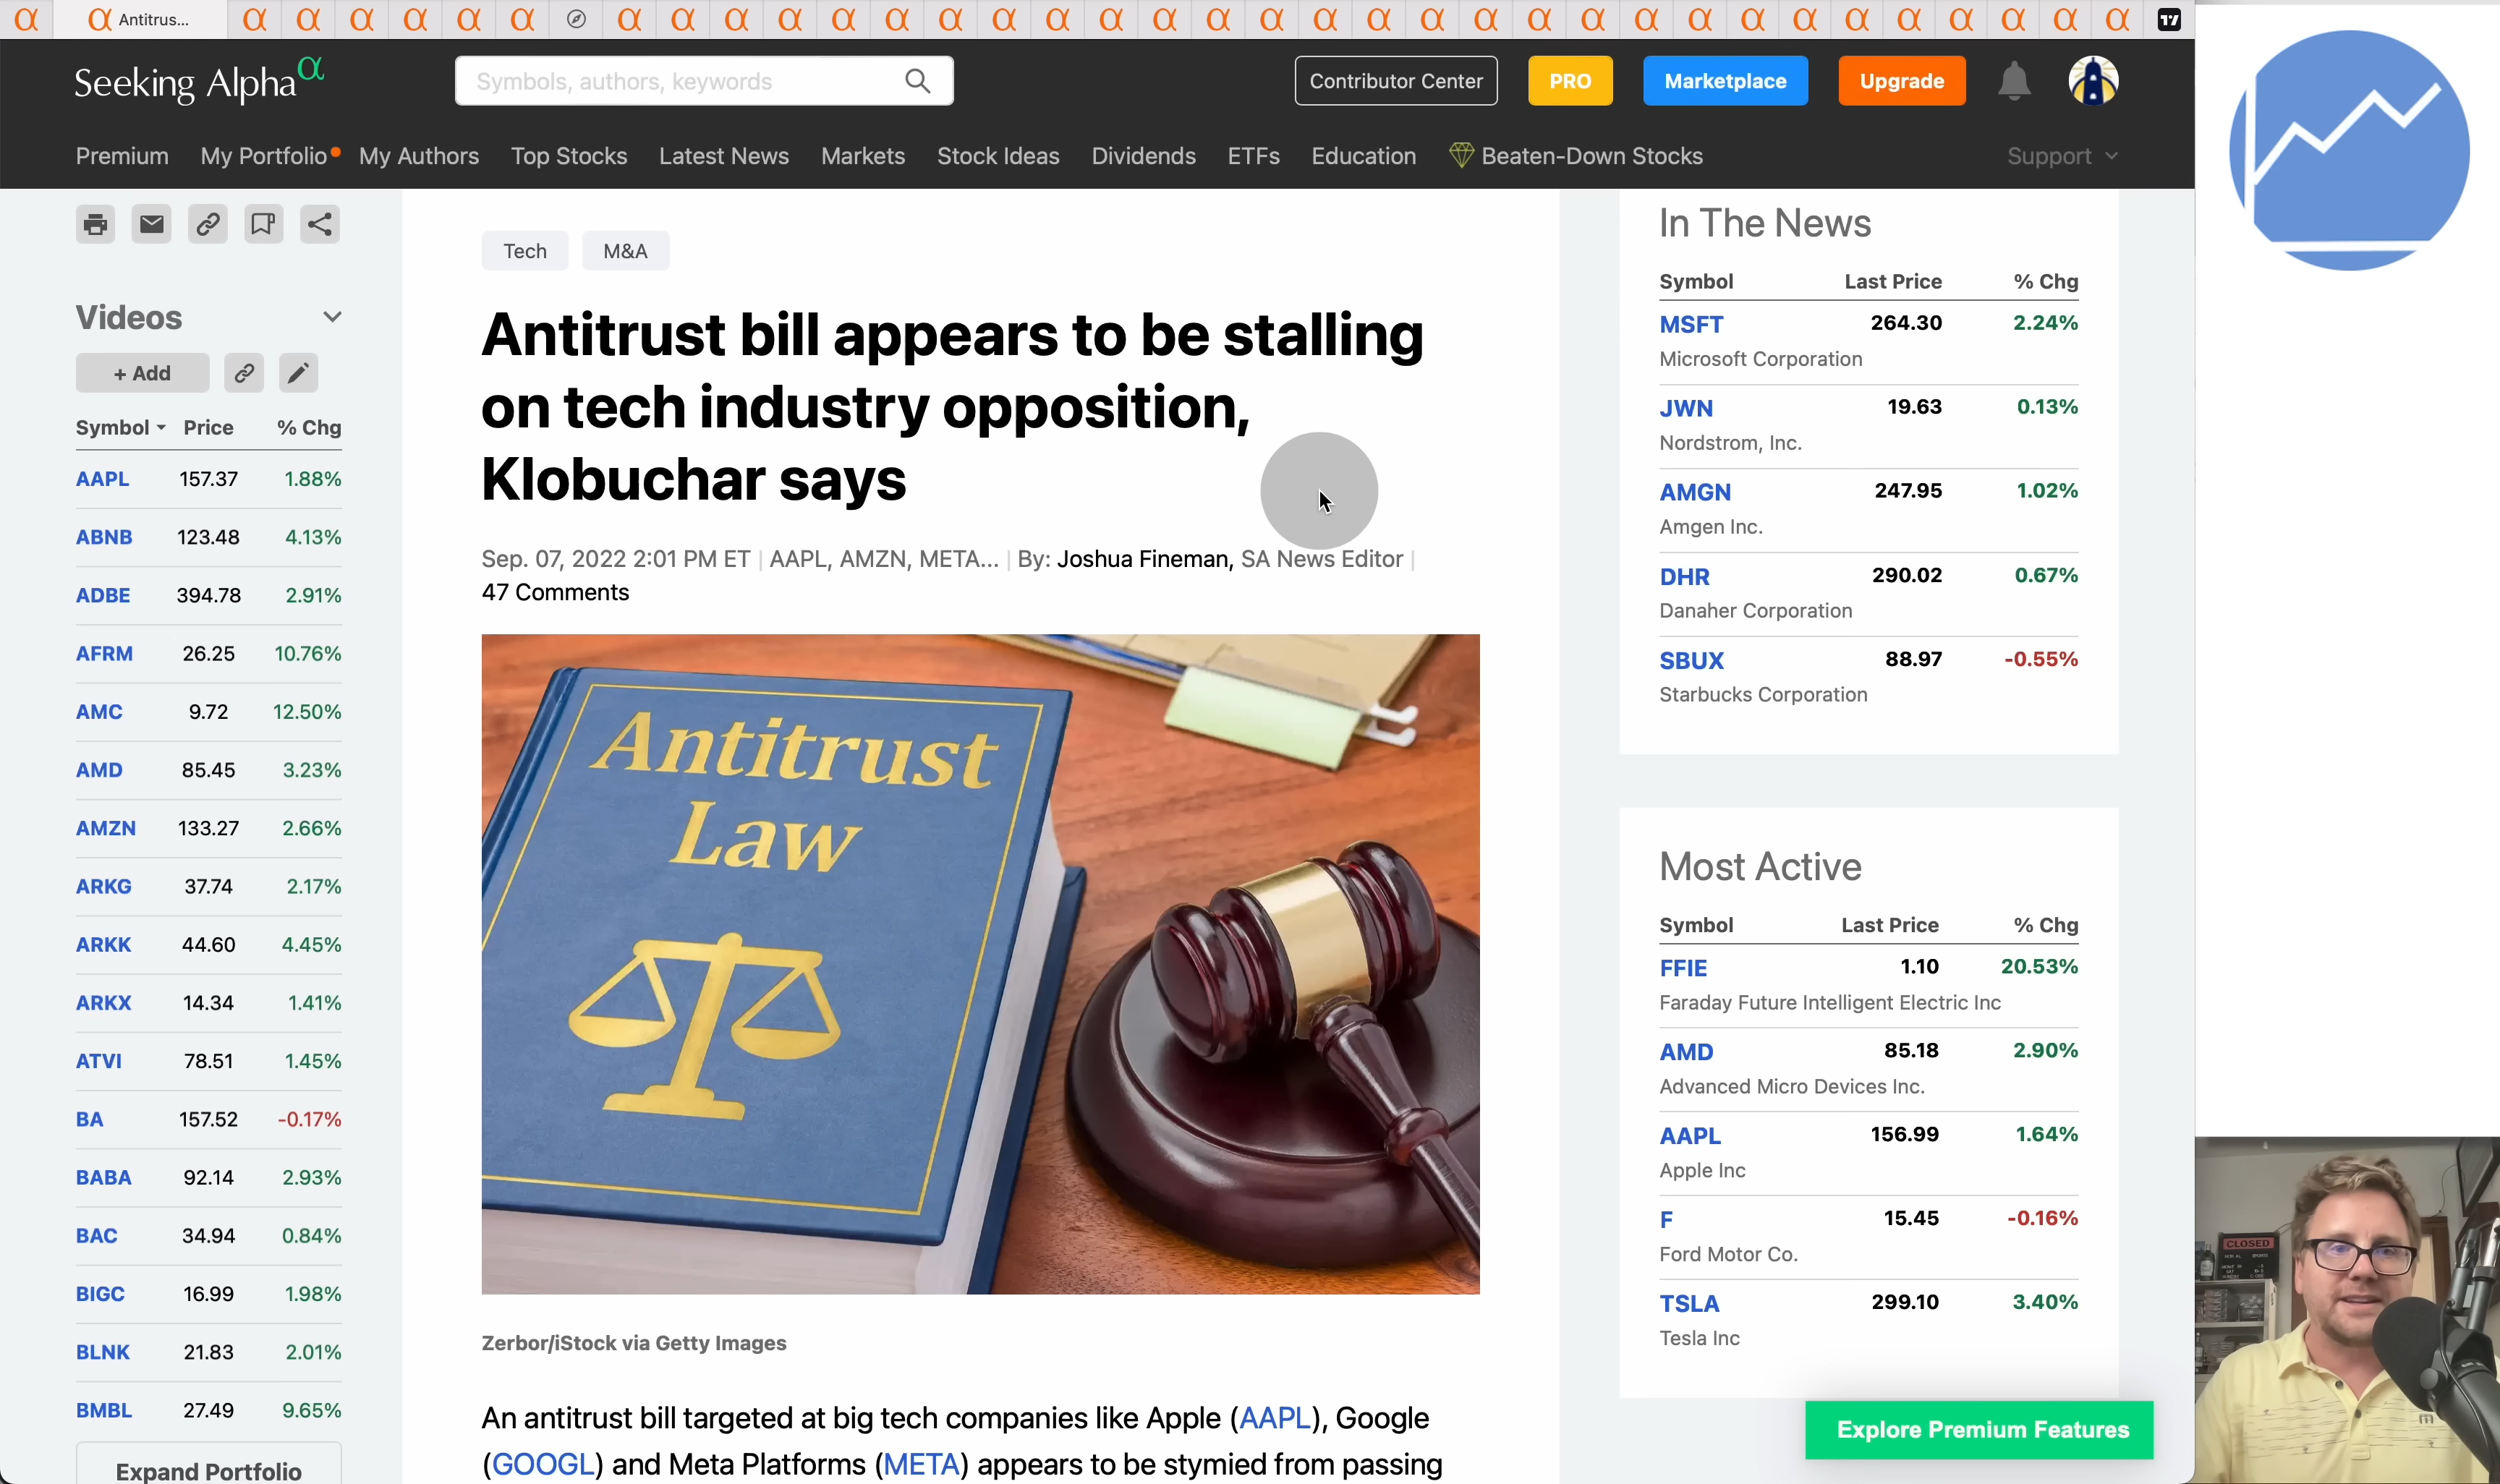 Antitrus...
Seeking Alpha α
Symbols, authors, keywords
Contributor Center
PRO
Marketplace
Upgrade
Premium
My Portfolio
My Authors
Top Stocks
Latest News
Markets
Stock Ideas
Dividends
ETFs
Education
Beaten-Down Stocks
Support
Videos
+ Add
Symbol Price % Chg
AAPL 157.37 1.88%
ABNB 123.48 4.13%
ADBE 394.78 2.91%
AFRM 26.25 10.76%
AMC 9.72 12.50%
AMD 85.45 3.23%
AMZN 133.27 2.66%
ARKG 37.74 2.17%
ARKK 44.60 4.45%
ARKX 14.34 1.41%
ATVI 78.51 1.45%
BA 157.52 -0.17%
BABA 92.14 2.93%
BAC 34.94 0.84%
BIGC 16.99 1.98%
BLNK 21.83 2.01%
BMBL 27.49 9.65%
Expand Portfolio
Tech
M&A
Antitrust bill appears to be stalling
on tech industry opposition,
Klobuchar says
Sep. 07, 2022 2:01 PM ET | AAPL, AMZN, META... | By: Joshua Fineman, SA News Editor |
47 Comments
Antitrust
Law
Zerbor/iStock via Getty Images
An antitrust bill targeted at big tech companies like Apple (AAPL), Google
(GOOGL) and Meta Platforms (META) appears to be stymied from passing
In The News
Symbol Last Price % Chg
MSFT 264.30 2.24%
Microsoft Corporation
JWN 19.63 0.13%
Nordstrom, Inc.
AMGN 247.95 1.02%
Amgen Inc.
DHR 290.02 0.67%
Danaher Corporation
SBUX 88.97 -0.55%
Starbucks Corporation
Most Active
Symbol Last Price % Chg
FFIE 1.10 20.53%
Faraday Future Intelligent Electric Inc
AMD 85.18 2.90%
Advanced Micro Devices Inc.
AAPL 156.99 1.64%
Apple Inc
F 15.45 -0.16%
Ford Motor Co.
TSLA 299.10 3.40%
Tesla Inc
Explore Premium Features
CLOSED